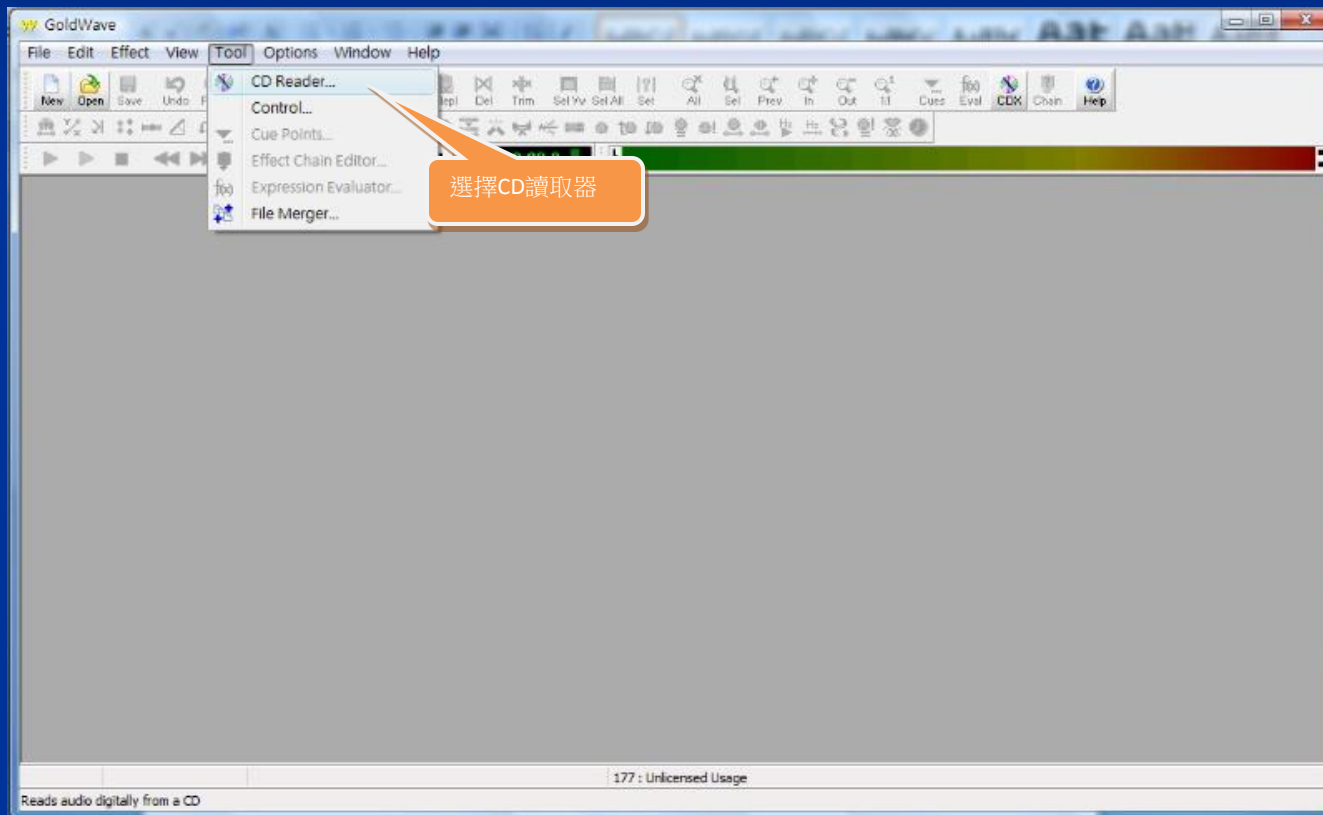 GoldWave
File Edit Effect View Tool Options Window Help
New Open Save Undo Del Trim Sel Vw Sel All Set All Sel Prev In Out 1:1 Cues Eval CDX Chain Help
CD Reader...
Control...
Cue Points...
Effect Chain Editor...
Expression Evaluator...
File Merger...
選擇CD讀取器
L
177 : Unlicensed Usage
Reads audio digitally from a CD